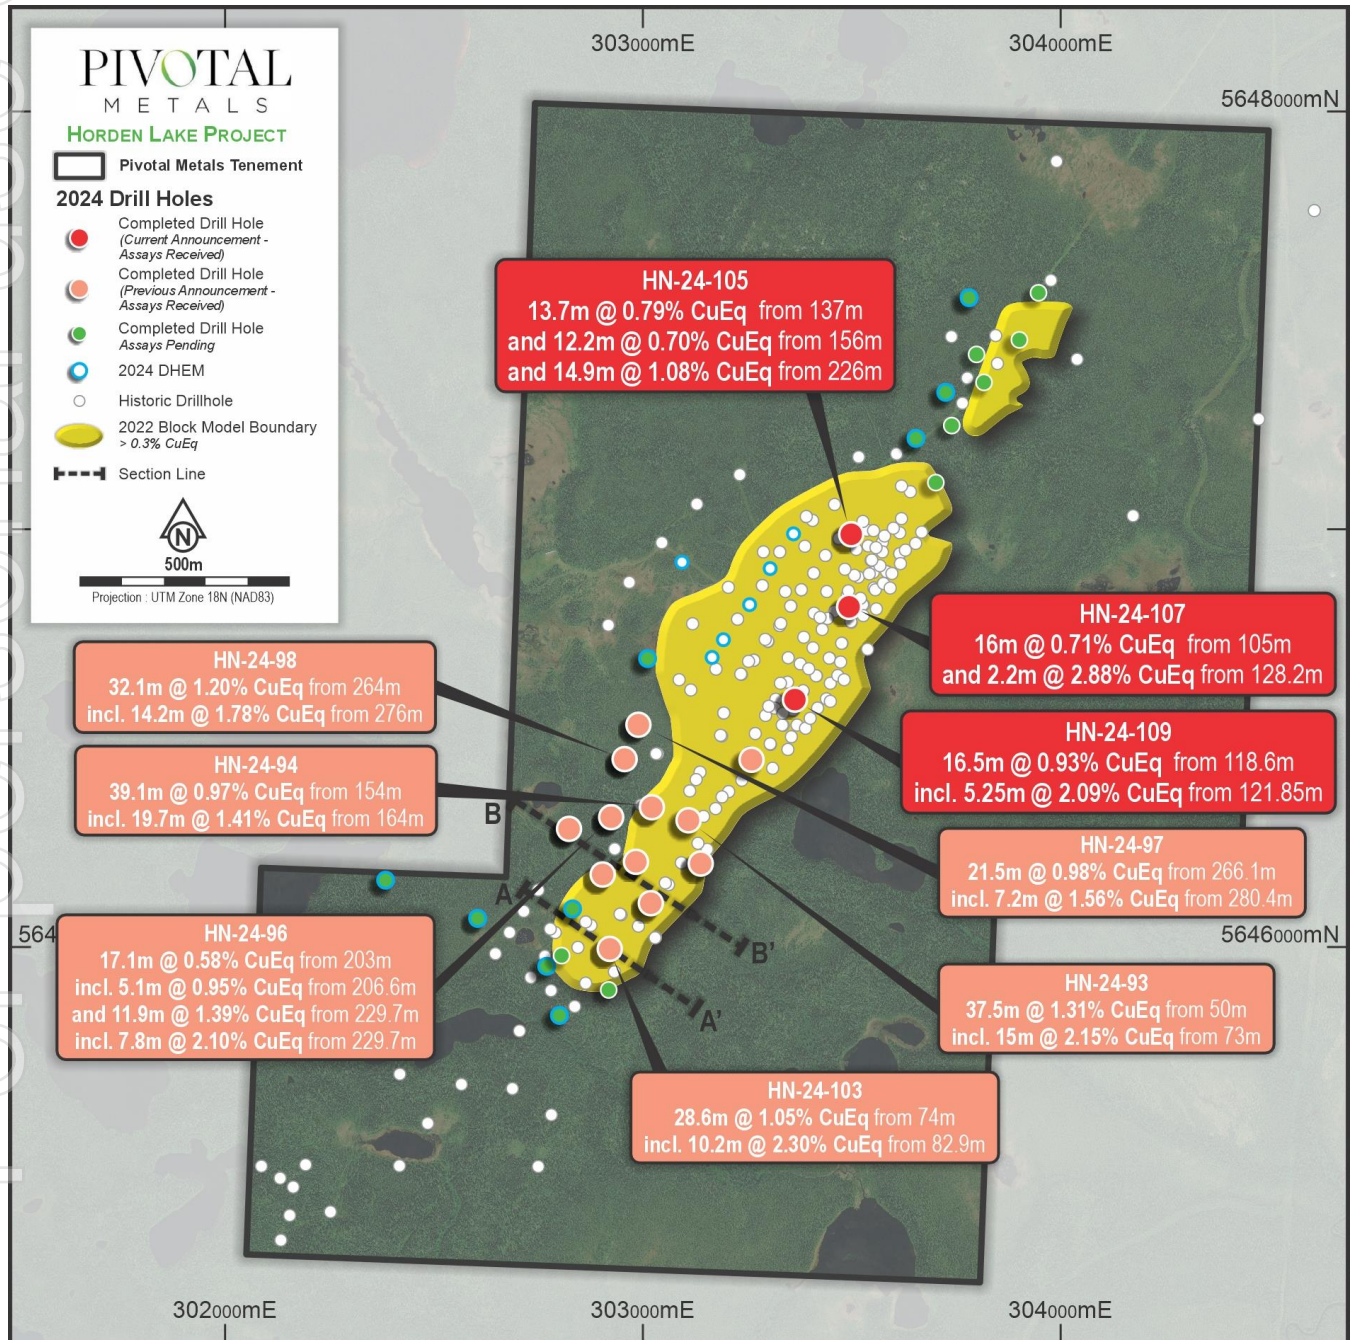 303000mE
304000mE
5648000mN
PIVOTAL
METALS
HORDEN LAKE PROJECT
Pivotal Metals Tenement
2024 Drill Holes
Completed Drill Hole
(Current Announcement -
Assays Received)
Completed Drill Hole
(Previous Announcement -
Assays Received)
Completed Drill Hole
Assays Pending
2024 DHEM
Historic Drillhole
2022 Block Model Boundary
> 0.3% CuEq
Section Line
N
500m
Projection : UTM Zone 18N (NAD83)
HN-24-105
13.7m @ 0.79% CuEq from 137m
and 12.2m @ 0.70% CuEq from 156m
and 14.9m @ 1.08% CuEq from 226m
HN-24-107
16m @ 0.71% CuEq from 105m
and 2.2m @ 2.88% CuEq from 128.2m
HN-24-98
32.1m @ 1.20% CuEq from 264m
incl. 14.2m @ 1.78% CuEq from 276m
HN-24-109
16.5m @ 0.93% CuEq from 118.6m
incl. 5.25m @ 2.09% CuEq from 121.85m
HN-24-94
39.1m @ 0.97% CuEq from 154m
incl. 19.7m @ 1.41% CuEq from 164m
B
HN-24-97
21.5m @ 0.98% CuEq from 266.1m
incl. 7.2m @ 1.56% CuEq from 280.4m
A
HN-24-96
17.1m @ 0.58% CuEq from 203m
incl. 5.1m @ 0.95% CuEq from 206.6m
and 11.9m @ 1.39% CuEq from 229.7m
incl. 7.8m @ 2.10% CuEq from 229.7m
564
5646000mN
B'
HN-24-93
37.5m @ 1.31% CuEq from 50m
incl. 15m @ 2.15% CuEq from 73m
A'
HN-24-103
28.6m @ 1.05% CuEq from 74m
incl. 10.2m @ 2.30% CuEq from 82.9m
302000mE
303000mE
304000mE